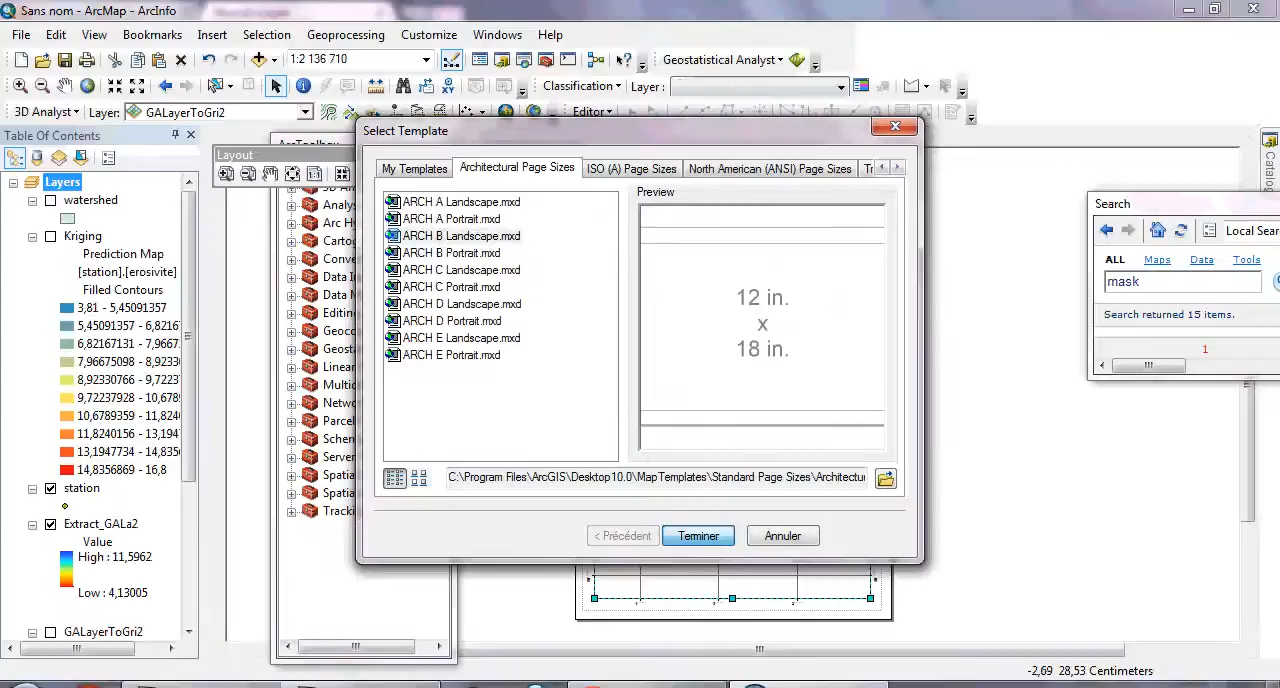 Sans nom - ArcMap - ArcInfo
File Edit View Bookmarks Insert Selection Geoprocessing Customize Windows Help
1:2 136 710 Geostatistical Analyst
Classification Layer:
3D Analyst Layer: GALayerToGri2 Editor
Table Of Contents
Layers
watershed
Kriging
Prediction Map
[station].[erosivite]
Filled Contours
3,81 - 5,45091357
5,45091357 - 6,8216
6,82167131 - 7,9667
7,96675098 - 8,9233
8,92330766 - 9,7223
9,72237928 - 10,678
10,6789359 - 11,824
11,8240156 - 13,194
13,1947734 - 14,835
14,8356869 - 16,8
station
Extract_GALa2
Value
High : 11,5962
Low : 4,13005
GALayerToGri2
Layout
Analys
Arc Hy
Cartog
Conve
Data In
Data M
Editing
Geoco
Geosta
Linear
Multid
Netwo
Parcel
Schem
Server
Spatia
Spatia
Trackin
Select Template
My Templates Architectural Page Sizes ISO (A) Page Sizes North American (ANSI) Page Sizes Tr
ARCH A Landscape.mxd
ARCH A Portrait.mxd
ARCH B Landscape.mxd
ARCH B Portrait.mxd
ARCH C Landscape.mxd
ARCH C Portrait.mxd
ARCH D Landscape.mxd
ARCH D Portrait.mxd
ARCH E Landscape.mxd
ARCH E Portrait.mxd
Preview
12 in.
x
18 in.
C:\Program Files\ArcGIS\Desktop10.0\MapTemplates\Standard Page Sizes\Architectur
< Précédent Terminer Annuler
Search
Local Sear
ALL Maps Data Tools
mask
Search returned 15 items.
1
Catalog
-2,69 28,53 Centimeters